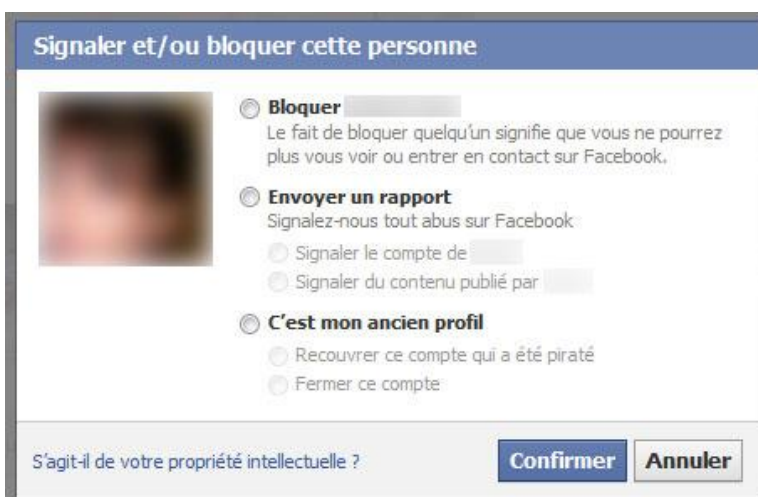 Signaler et/ou bloquer cette personne
Bloquer
Le fait de bloquer quelqu'un signifie que vous ne pourrez
plus vous voir ou entrer en contact sur Facebook.
Envoyer un rapport
Signalez-nous tout abus sur Facebook
Signaler le compte de
Signaler du contenu publié par
C'est mon ancien profil
Recouvrer ce compte qui a été piraté
Fermer ce compte
S'agit-il de votre propriété intellectuelle ?
Confirmer
Annuler